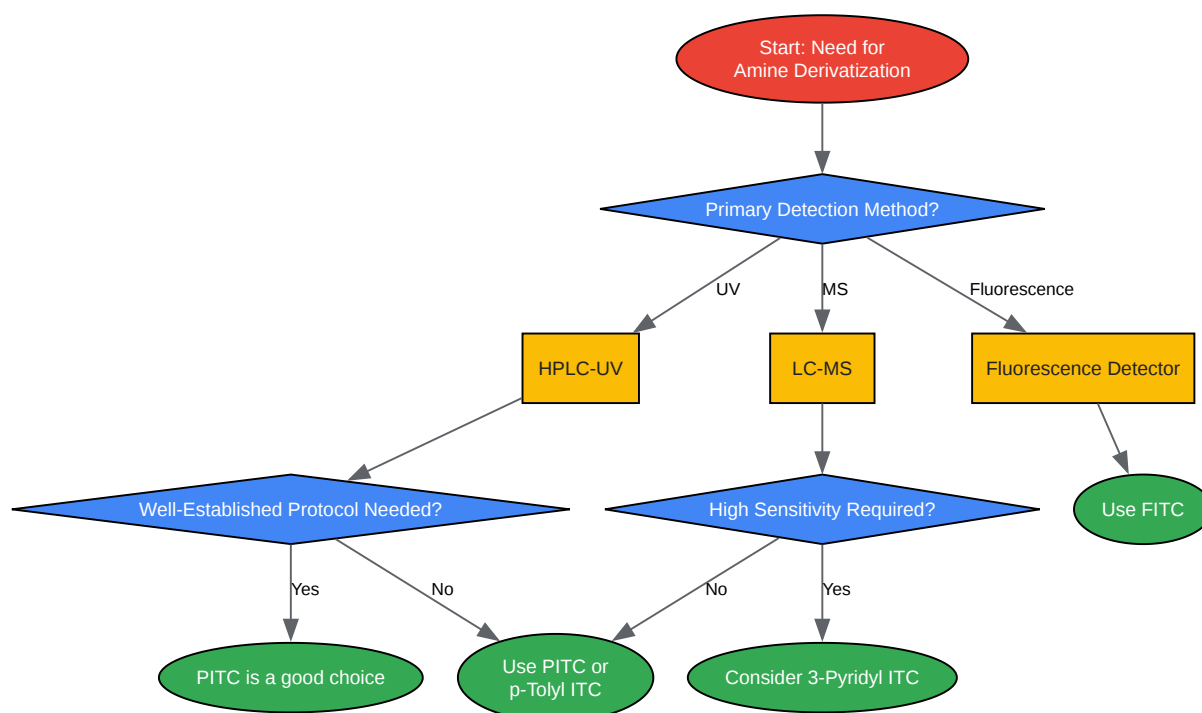 Start: Need for
Amine Derivatization
Primary Detection Method?
UV
MS
Fluorescence
HPLC-UV
LC-MS
Fluorescence Detector
Well-Established Protocol Needed?
High Sensitivity Required?
Use FITC
Yes
No
No
Yes
PITC is a good choice
Use PITC or
p-Tolyl ITC
Consider 3-Pyridyl ITC